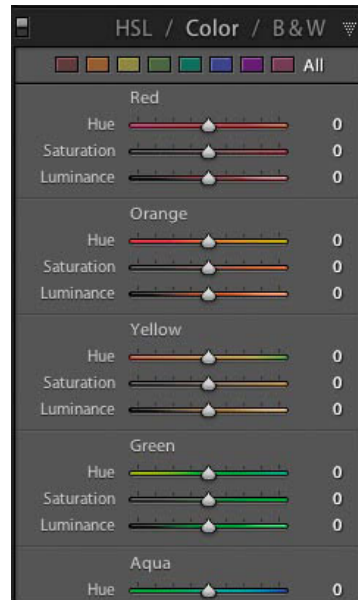 HSL / Color / B & W
All
Red
Hue 0
Saturation 0
Luminance 0
Orange
Hue 0
Saturation 0
Luminance 0
Yellow
Hue 0
Saturation 0
Luminance 0
Green
Hue 0
Saturation 0
Luminance 0
Aqua
Hue 0